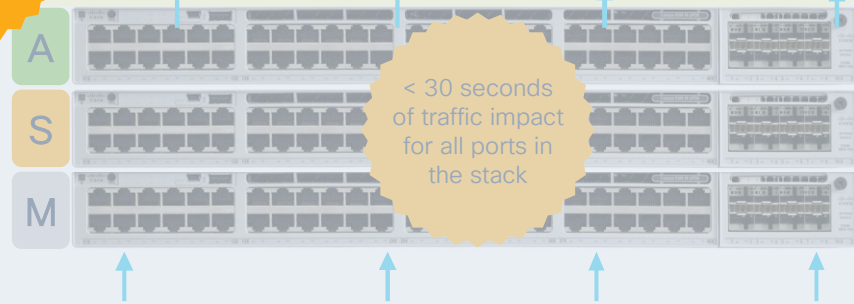 A
S
M
< 30 seconds
of traffic impact
for all ports in
the stack